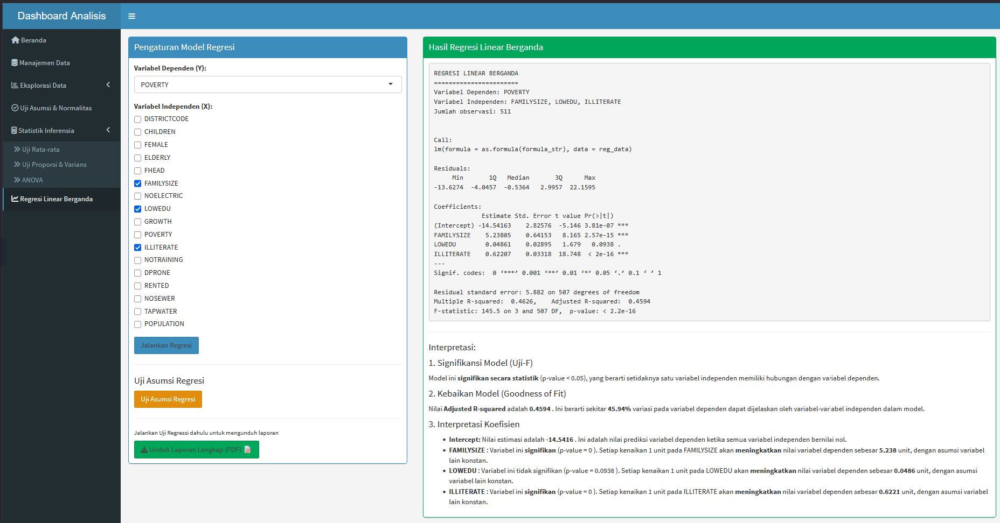 Dashboard Analisis
Beranda
Manajemen Data
Eksplorasi Data
Uji Asumsi & Normalitas
Statistik Inferensia
Uji Rata-rata
Uji Proporsi & Varians
ANOVA
Regresi Linear Berganda
Pengaturan Model Regresi
Variabel Dependen (Y):
POVERTY
Variabel Independen (X):
DISTRICTCODE
CHILDREN
FEMALE
ELDERLY
FHEAD
FAMILYSIZE
NOELECTRIC
LOWEDU
GROWTH
POVERTY
ILLITERATE
NOTRAINING
DPRONE
RENTED
NOSEWER
TAPWATER
POPULATION
Jalankan Regresi
Uji Asumsi Regresi
Uji Asumsi Regresi
Jalankan Uji Regressi dahulu untuk mengunduh laporan
Unduh Laporan Lengkap (PDF)
Hasil Regresi Linear Berganda
REGRESI LINEAR BERGANDA
=======================
Variabel Dependen: POVERTY
Variabel Independen: FAMILYSIZE, LOWEDU, ILLITERATE
Jumlah observasi: 511
Call:
lm(formula = as.formula(formula_str), data = reg_data)
Residuals:
Min 1Q Median 3Q Max
-13.6274 -4.0457 -0.5364 2.9957 22.1595
Coefficients:
Estimate Std. Error t value Pr(>|t|)
(Intercept) -14.54163 2.82576 -5.146 3.81e-07 ***
FAMILYSIZE 5.23805 0.64153 8.165 2.57e-15 ***
LOWEDU 0.04861 0.02895 1.679 0.0938 .
ILLITERATE 0.62207 0.03318 18.748 < 2e-16 ***
---
Signif. codes: 0 ‘***’ 0.001 ‘**’ 0.01 ‘*’ 0.05 ‘.’ 0.1 ‘ ’ 1
Residual standard error: 5.882 on 507 degrees of freedom
Multiple R-squared: 0.4626, Adjusted R-squared: 0.4594
F-statistic: 145.5 on 3 and 507 DF, p-value: < 2.2e-16
Interpretasi:
1. Signifikansi Model (Uji-F)
Model ini signifikan secara statistik (p-value < 0.05), yang berarti setidaknya satu variabel independen memiliki hubungan dengan variabel dependen.
2. Kebaikan Model (Goodness of Fit)
Nilai Adjusted R-squared adalah 0.4594 . Ini berarti sekitar 45.94% variasi pada variabel dependen dapat dijelaskan oleh variabel-variabel independen dalam model.
3. Interpretasi Koefisien
• Intercept: Nilai estimasi adalah -14.5416 . Ini adalah nilai prediksi variabel dependen ketika semua variabel independen bernilai nol.
• FAMILYSIZE : Variabel ini signifikan (p-value = 0 ). Setiap kenaikan 1 unit pada FAMILYSIZE akan meningkatkan nilai variabel dependen sebesar 5.238 unit, dengan asumsi variabel
lain konstan.
• LOWEDU : Variabel ini tidak signifikan (p-value = 0.0938 ). Setiap kenaikan 1 unit pada LOWEDU akan meningkatkan nilai variabel dependen sebesar 0.0486 unit, dengan asumsi
variabel lain konstan.
• ILLITERATE : Variabel ini signifikan (p-value = 0 ). Setiap kenaikan 1 unit pada ILLITERATE akan meningkatkan nilai variabel dependen sebesar 0.6221 unit, dengan asumsi variabel
lain konstan.